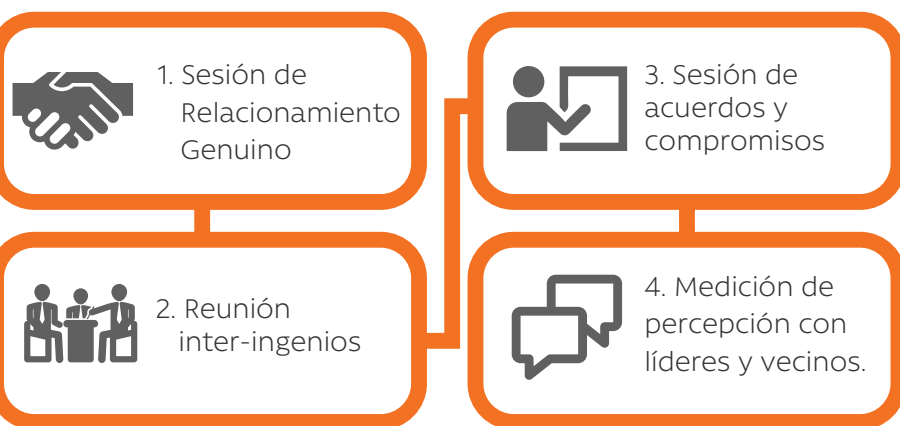 1. Sesión de
Relacionamiento
Genuino
2. Reunión
inter-ingenios
3. Sesión de
acuerdos y
compromisos
4. Medición de
percepción con
líderes y vecinos.